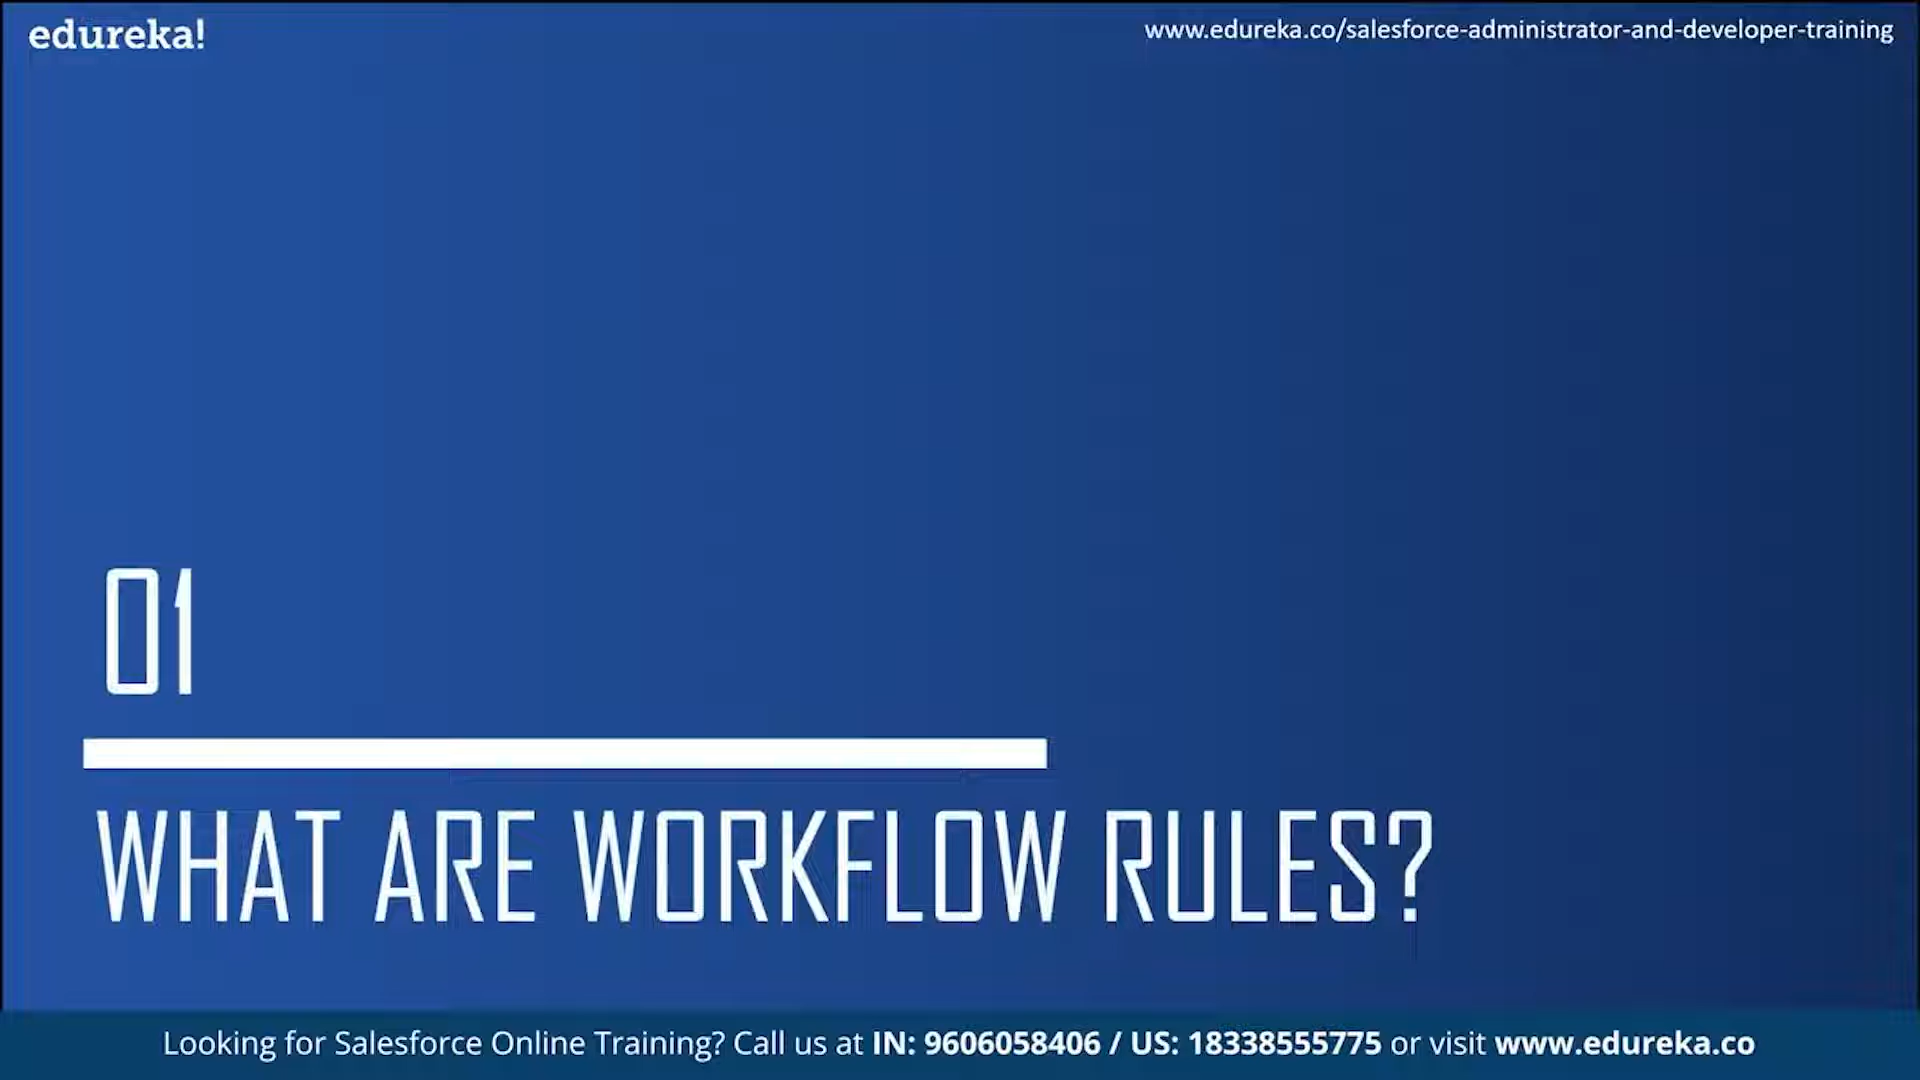 edureka!
www.edureka.co/salesforce-administrator-and-developer-training
01
WHAT ARE WORKFLOW RULES?
Looking for Salesforce Online Training? Call us at IN: 9606058406 / US: 18338555775 or visit www.edureka.co